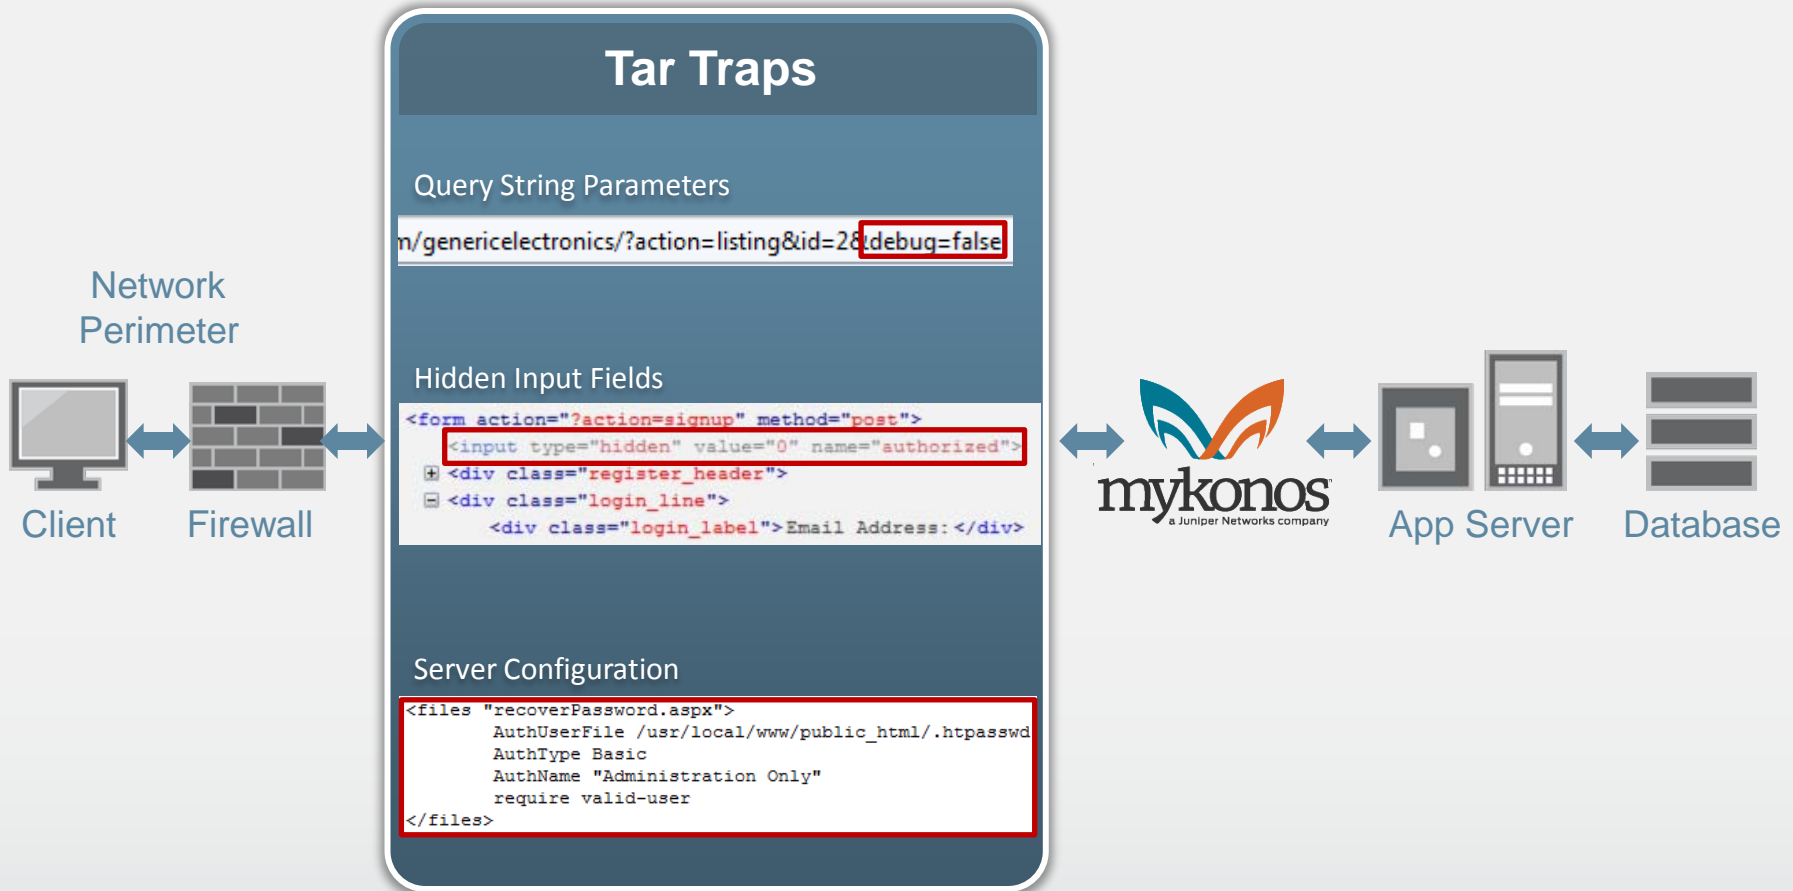 Tar Traps
Query String Parameters
m/genericelectronics/?action=listing&id=2&debug=false
Network
Perimeter
Hidden Input Fields
<form action="?action=signup" method="post">
<input type="hidden" value="0" name="authorized">
<div class="register_header">
<div class="login_line">
<div class="login_label">Email Address:</div>
Client
Firewall
mykonos
a Juniper Networks company
App Server
Database
Server Configuration
<files "recoverPassword.aspx">
AuthUserFile /usr/local/www/public_html/.htpasswd
AuthType Basic
AuthName "Administration Only"
require valid-user
</files>